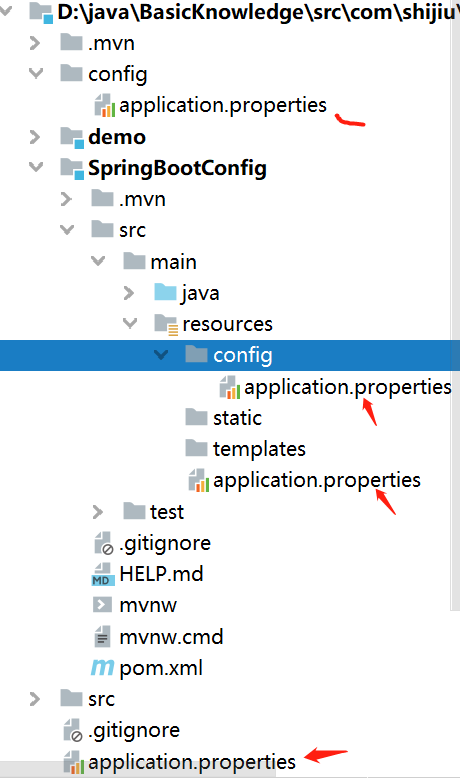 D:\java\BasicKnowledge\src\com\shijiu\
.mvn
config
application.properties
demo
SpringBootConfig
.mvn
src
main
java
resources
config
application.properties
static
templates
application.properties
test
.gitignore
HELP.md
mvnw
mvnw.cmd
pom.xml
src
.gitignore
application.properties